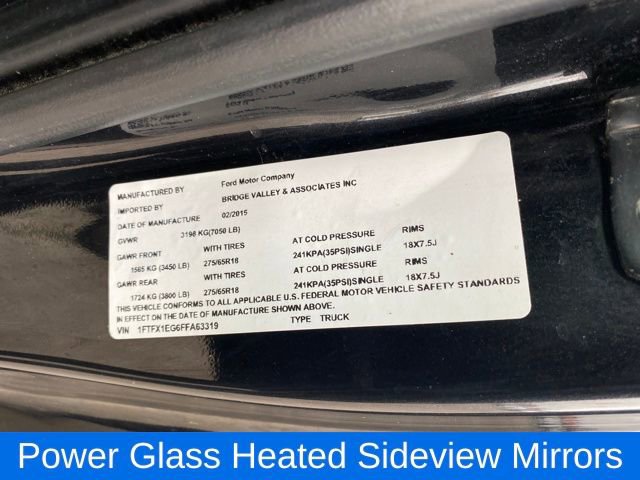 MANUFACTURED BY Ford Motor Company
IMPORTED BY BRIDGE VALLEY & ASSOCIATES INC
DATE OF MANUFACTURE 02/2015
GVWR 3198 KG(7050 LB)
GAWR FRONT WITH TIRES AT COLD PRESSURE RIMS
1565 KG (3450 LB) 275/65R18 241KPA(35PSI)SINGLE 18X7.5J
GAWR REAR WITH TIRES AT COLD PRESSURE RIMS
1724 KG (3800 LB) 275/65R18 241KPA(35PSI)SINGLE 18X7.5J
THIS VEHICLE CONFORMS TO ALL APPLICABLE U.S. FEDERAL MOTOR VEHICLE SAFETY STANDARDS
IN EFFECT ON THE DATE OF MANUFACTURE SHOWN ABOVE.
VIN 1FTFX1EG6FFA63319 TYPE TRUCK
Power Glass Heated Sideview Mirrors